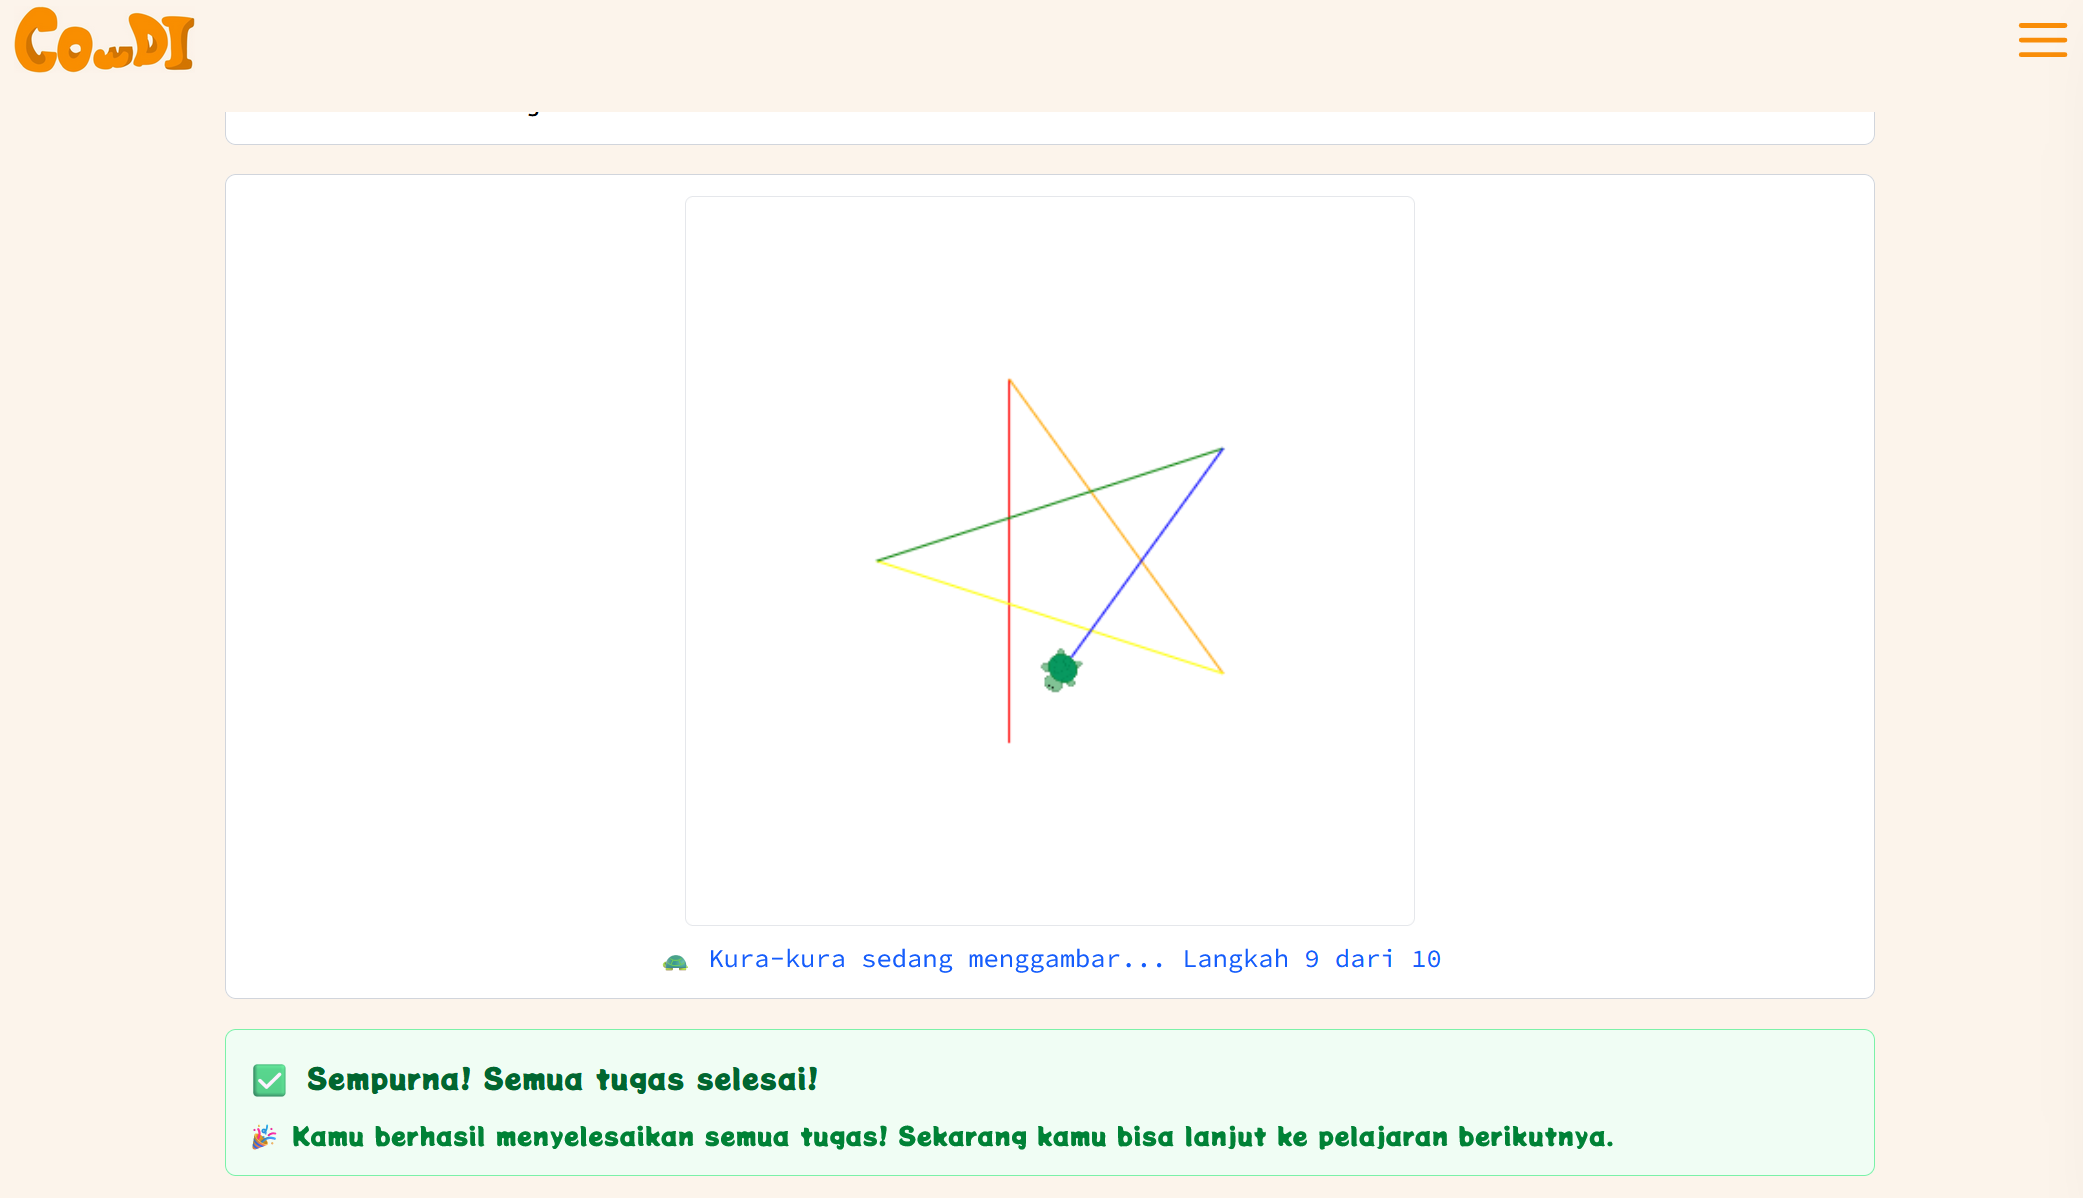 CowDI
Kura-kura sedang menggambar... Langkah 9 dari 10
Sempurna! Semua tugas selesai!
Kamu berhasil menyelesaikan semua tugas! Sekarang kamu bisa lanjut ke pelajaran berikutnya.